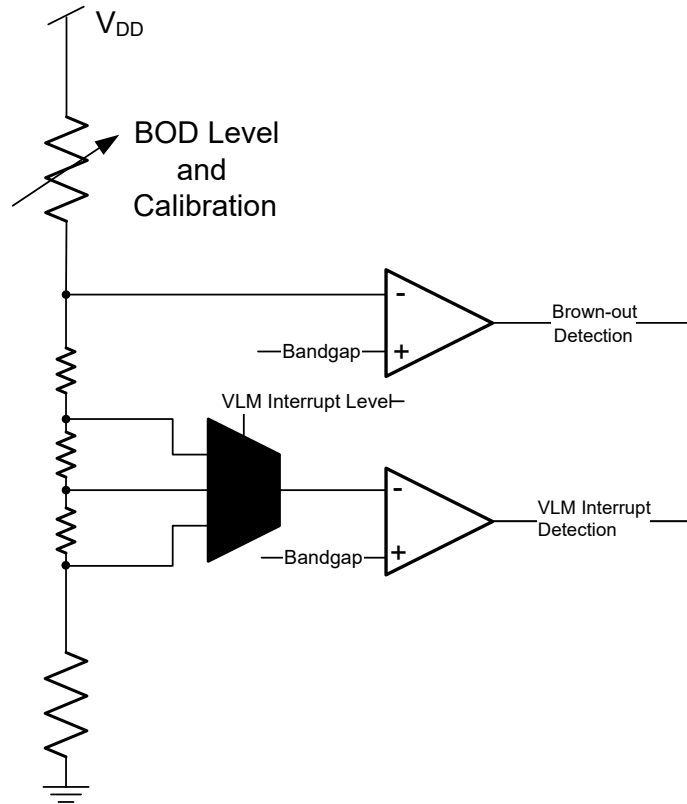 VDD
BOD Level
and
Calibration
-
Bandgap
+
Brown-out
Detection
VLM Interrupt Level
-
Bandgap
+
VLM Interrupt
Detection